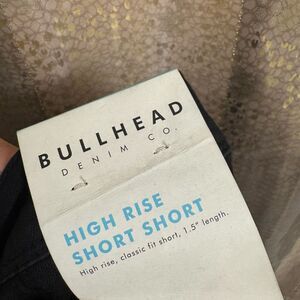 BULLHEAD
DENIM CO.
HIGH RISE
SHORT SHORT
High rise, classic fit short, 1.5" length.